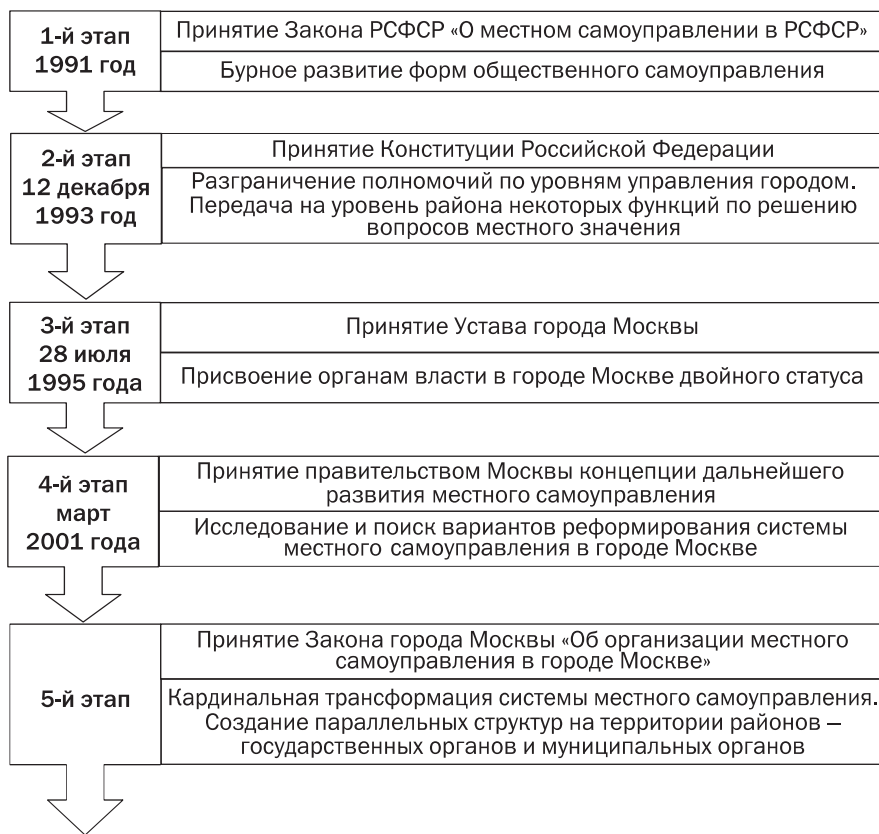 1-й этап
1991 год
Принятие Закона РСФСР «О местном самоуправлении в РСФСР»
Бурное развитие форм общественного самоуправления
2-й этап
12 декабря
1993 год
Принятие Конституции Российской Федерации
Разграничение полномочий по уровням управления городом.
Передача на уровень района некоторых функций по решению
вопросов местного значения
3-й этап
28 июля
1995 года
Принятие Устава города Москвы
Присвоение органам власти в городе Москве двойного статуса
4-й этап
март
2001 года
Принятие правительством Москвы концепции дальнейшего
развития местного самоуправления
Исследование и поиск вариантов реформирования системы
местного самоуправления в городе Москве
5-й этап
Принятие Закона города Москвы «Об организации местного
самоуправления в городе Москве»
Кардинальная трансформация системы местного самоуправления.
Создание параллельных структур на территории районов –
государственных органов и муниципальных органов